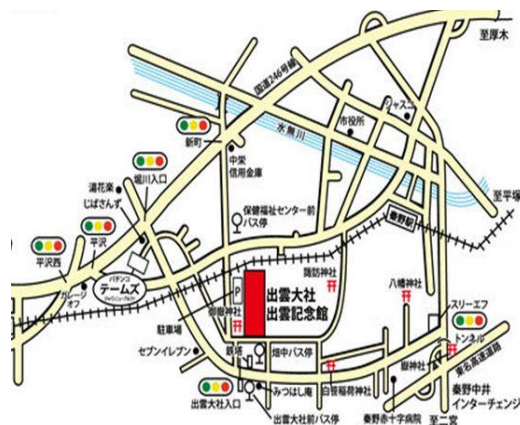 至厚木
国道246号線
ジャスコ
市役所
水無川
新町
中栄
信用金庫
堀川入口
湯花楽
じばさんず
保健福祉センター前
バス停
至平塚
秦野駅
平沢
平沢西
パチンコ
テームズ
ガレージ
オフ
諏訪神社
八幡神社
出雲大社
出雲記念館
P
御嶽神社
駐車場
スリーエフ
トンネル
セブンイレブン
鉄塔
畑中バス停
嶽神社
東名高速道路
白笹稲荷神社
みつはし庵
出雲大社入口
出雲大社前バス停
秦野赤十字病院
至二宮
秦野中井
インターチェンジ